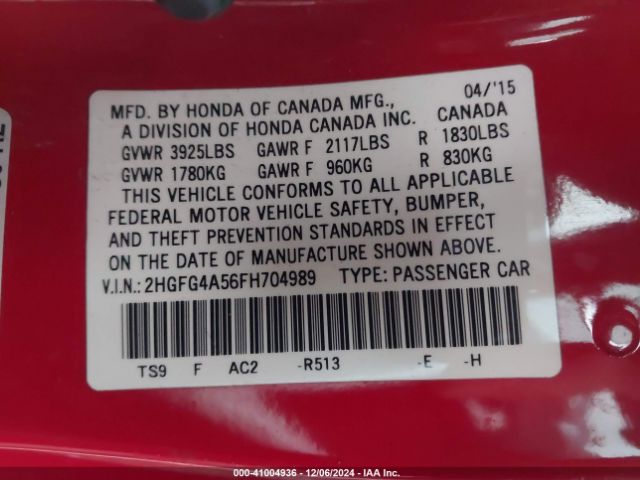 MFD. BY HONDA OF CANADA MFG., 04/'15
A DIVISION OF HONDA CANADA INC. CANADA
GVWR 3925LBS GAWR F 2117LBS R 1830LBS
GVWR 1780KG GAWR F 960KG R 830KG
THIS VEHICLE CONFORMS TO ALL APPLICABLE
FEDERAL MOTOR VEHICLE SAFETY, BUMPER,
AND THEFT PREVENTION STANDARDS IN EFFECT
ON THE DATE OF MANUFACTURE SHOWN ABOVE.
V.I.N.: 2HGFG4A56FH704989 TYPE: PASSENGER CAR
TS9 F AC2 -R513 -E -H
www.iaai.com - 41004936 - 12/06/2024 - IAA Inc.